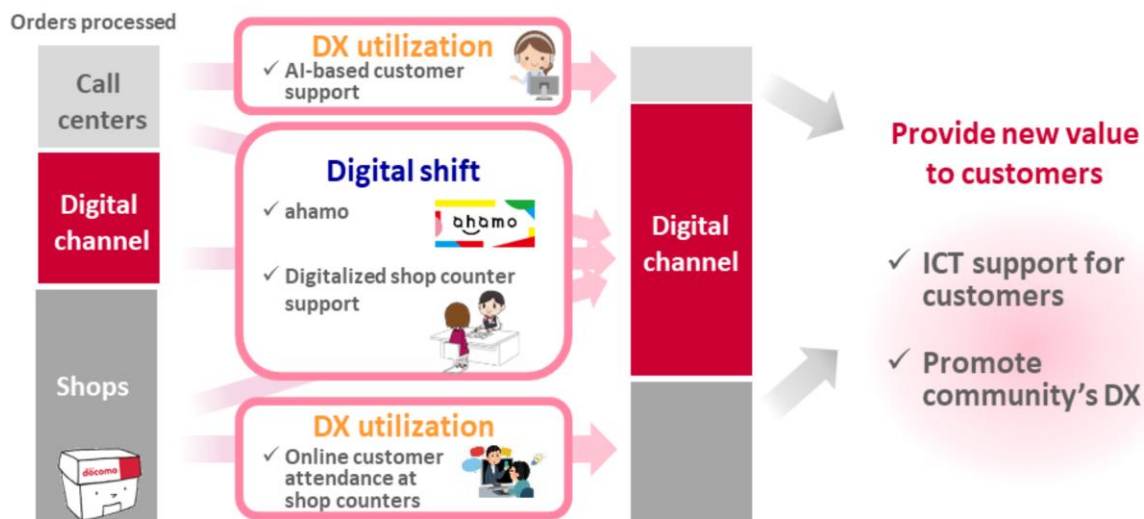 Orders processed
Call
centers
Digital
channel
Shops
döcomo
DX utilization
✓ AI-based customer
support
Digital shift
✓ ahamo
ahamo
✓ Digitalized shop counter
support
DX utilization
✓ Online customer
attendance at
shop counters
Digital
channel
Provide new value
to customers
✓ ICT support for
customers
✓ Promote
community's DX